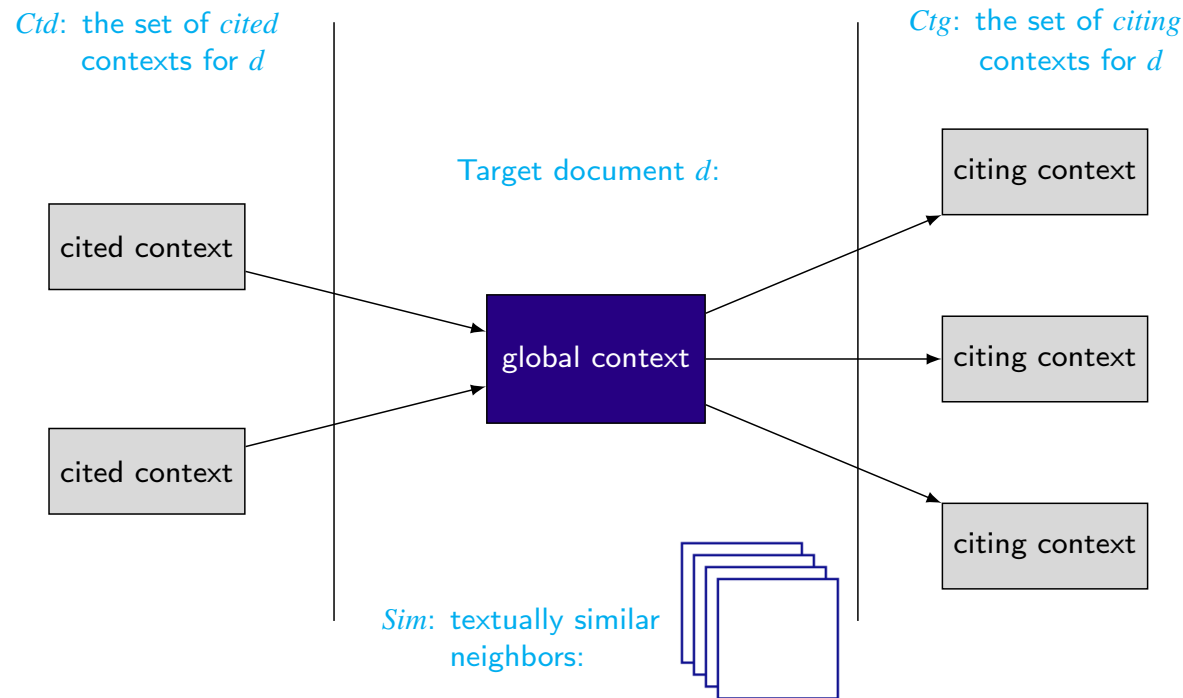 Ctd: the set of cited
contexts for d
Ctg: the set of citing
contexts for d
Target document d:
cited context
cited context
global context
citing context
citing context
citing context
Sim: textually similar
neighbors: